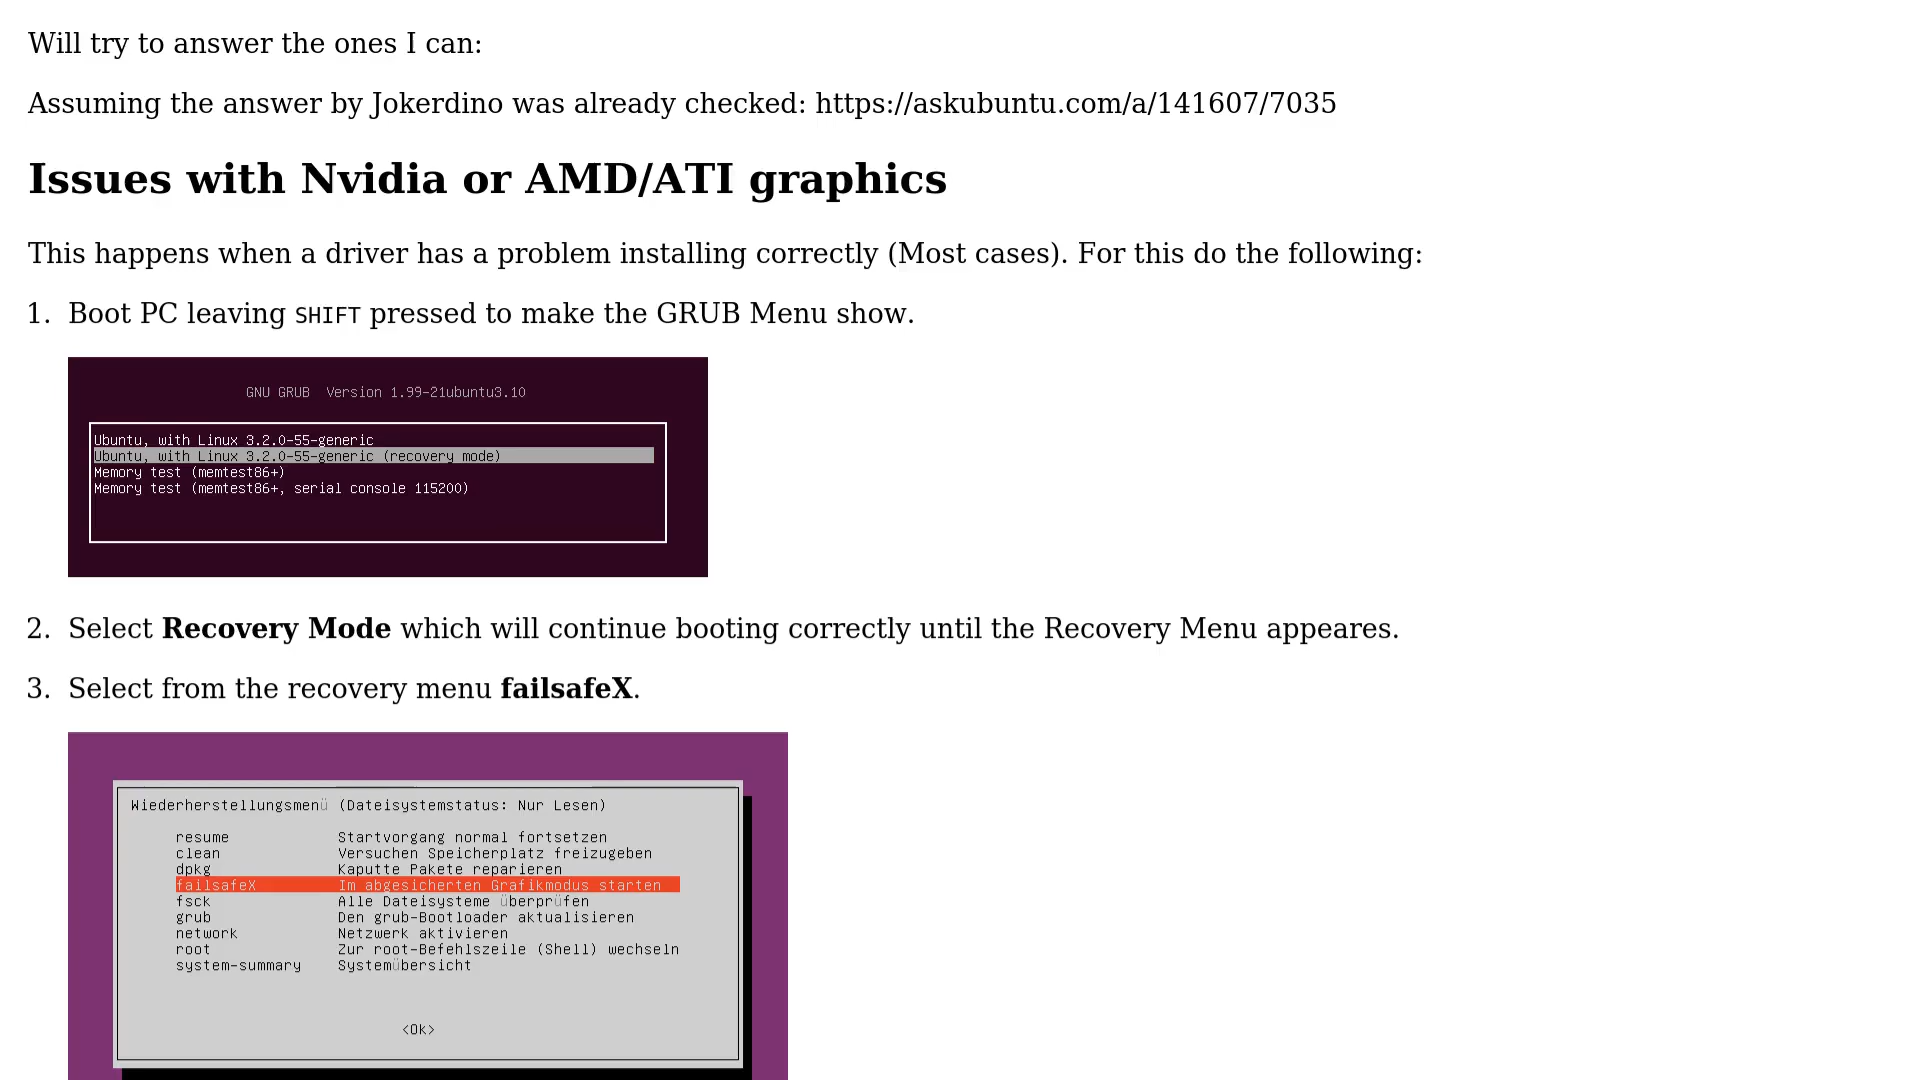 Will try to answer the ones I can:
Assuming the answer by Jokerdino was already checked: https://askubuntu.com/a/141607/7035
Issues with Nvidia or AMD/ATI graphics
This happens when a driver has a problem installing correctly (Most cases). For this do the following:
1. Boot PC leaving SHIFT pressed to make the GRUB Menu show.
GNU GRUB  Version 1.99-21ubuntu3.10
Ubuntu, with Linux 3.2.0-55-generic
Ubuntu, with Linux 3.2.0-55-generic (recovery mode)
Memory test (memtest86+)
Memory test (memtest86+, serial console 115200)
2. Select Recovery Mode which will continue booting correctly until the Recovery Menu appeares.
3. Select from the recovery menu failsafeX.
Wiederherstellungsmenü (Dateisystemstatus: Nur Lesen)
resume Startvorgang normal fortsetzen
clean Versuchen Speicherplatz freizugeben
dpkg Kaputte Pakete reparieren
failsafeX Im abgesicherten Grafikmodus starten
fsck Alle Dateisysteme überprüfen
grub Den grub-Bootloader aktualisieren
network Netzwerk aktivieren
root Zur root-Befehlszeile (Shell) wechseln
system-summary Systemübersicht
<Ok>